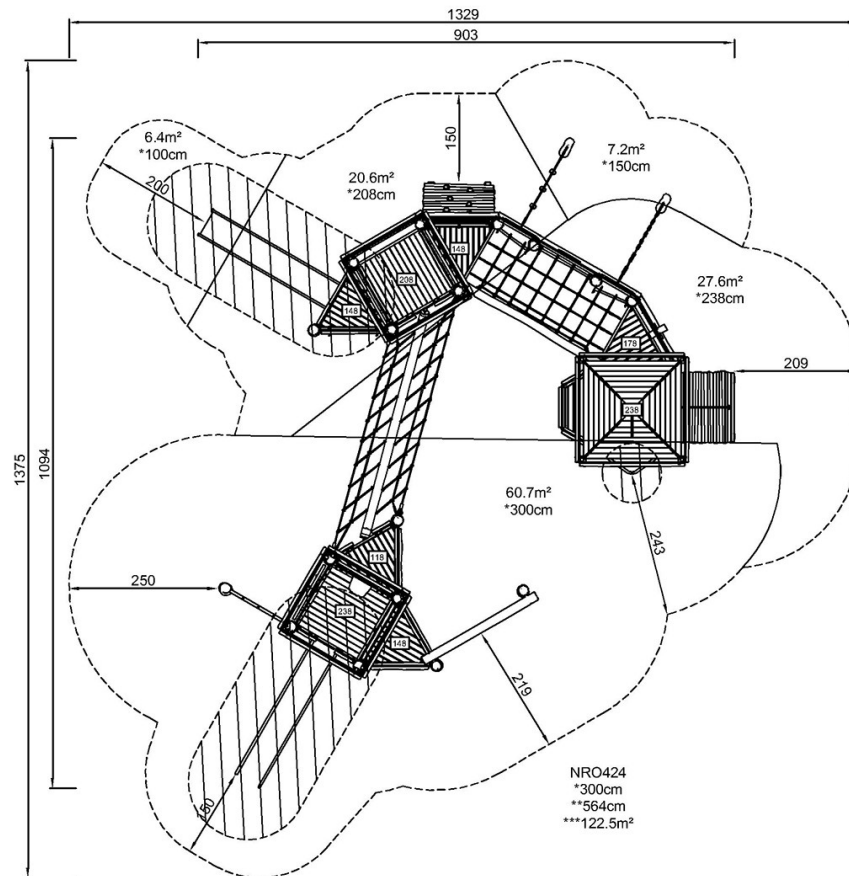 1329
903
150
6.4m²
*100cm
7.2m²
*150cm
20.6m²
*208cm
200
148
208
27.6m²
*238cm
148
178
209
238
1375
1094
60.7m²
*300cm
243
118
250
238
148
219
NRO424
*300cm
**564cm
***122.5m²
150